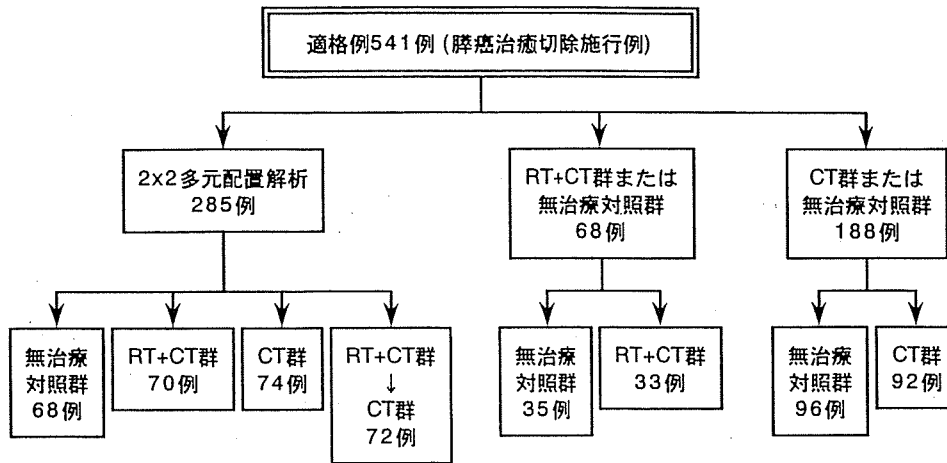 適格例541例 (膵癌治癒切除施行例)
2x2多元配置解析
285例
RT+CT群または
無治療対照群
68例
CT群または
無治療対照群
188例
無治療
対照群
68例
RT+CT群
70例
CT群
74例
RT+CT群
↓
CT群
72例
無治療
対照群
35例
RT+CT群
33例
無治療
対照群
96例
CT群
92例